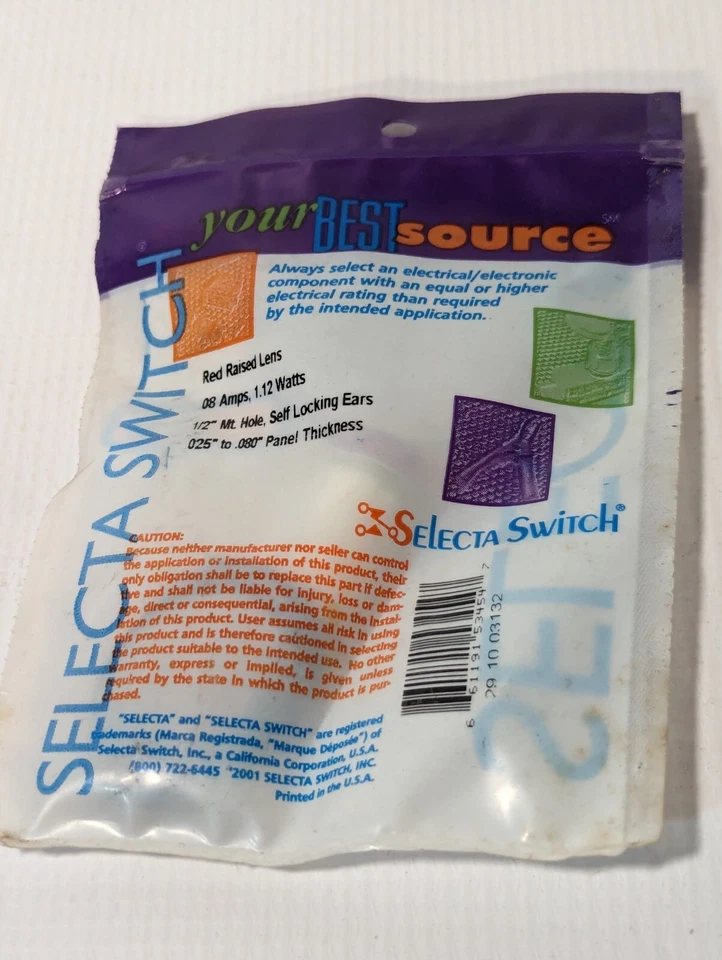 your BEST source SM
Always select an electrical/electronic
component with an equal or higher
electrical rating than required
by the intended application.
SELECTA SWITCH®
Red Raised Lens
08 Amps, 1.12 Watts
1/2" Mt. Hole, Self Locking Ears
025" to .080" Panel Thickness
SELECTA SWITCH®
CAUTION:
Because neither manufacturer nor seller can control
the application or installation of this product, their
only obligation shall be to replace this part if defec-
tive and shall not be liable for injury, loss or dam-
age, direct or consequential, arising from the instal-
lation of this product. User assumes all risk in using
this product and is therefore cautioned in selecting
the product suitable to the intended use. No other
warranty, express or implied, is given unless
required by the state in which the product is pur-
chased.
6 61191 53454 7
29 10 03132
"SELECTA" and "SELECTA SWITCH" are registered
trademarks (Marca Registrada, "Marque Déposée") of
Selecta Switch, Inc., a California Corporation, U.S.A.
(800) 722-6445 °2001 SELECTA SWITCH, INC.
Printed in the U.S.A.